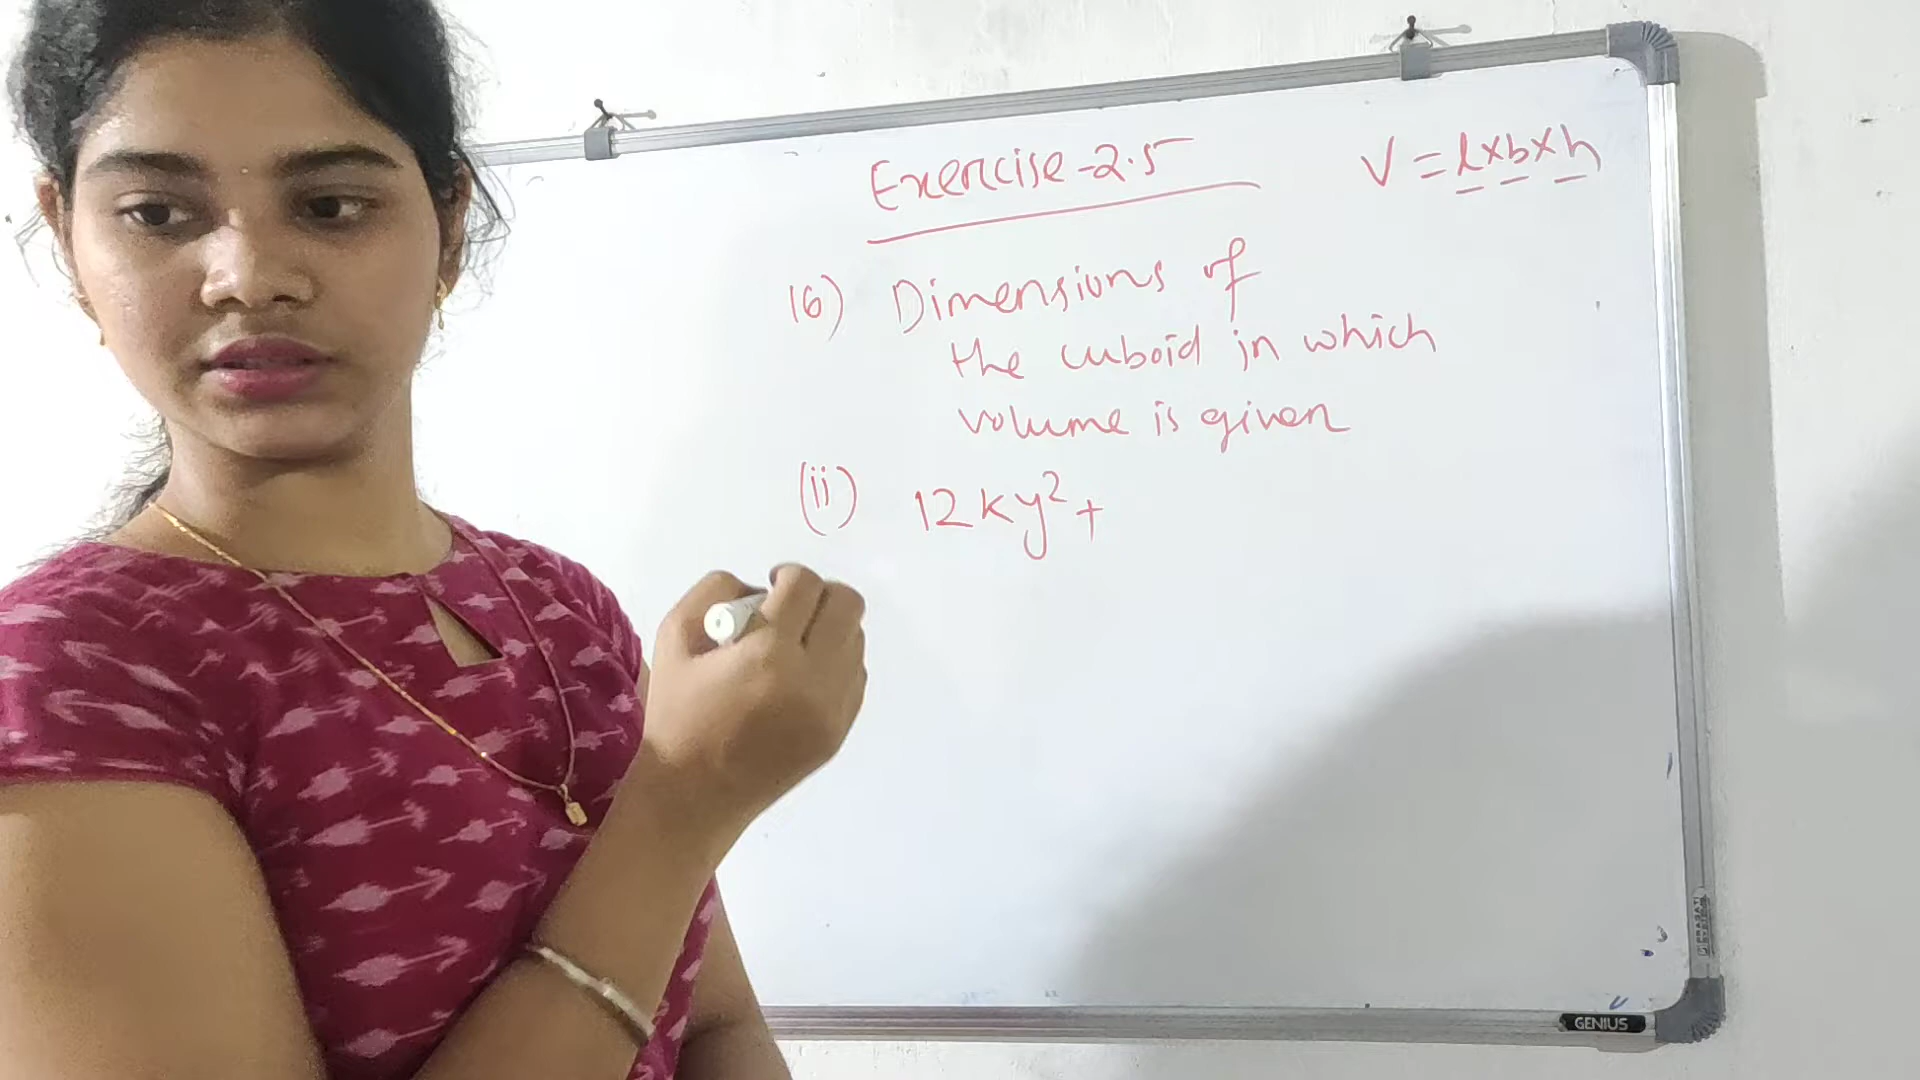 Exercise-2.5
V = l×b×h
16) Dimensions of
the cuboid in which
volume is given
(ii) 12ky²+
GENIUS